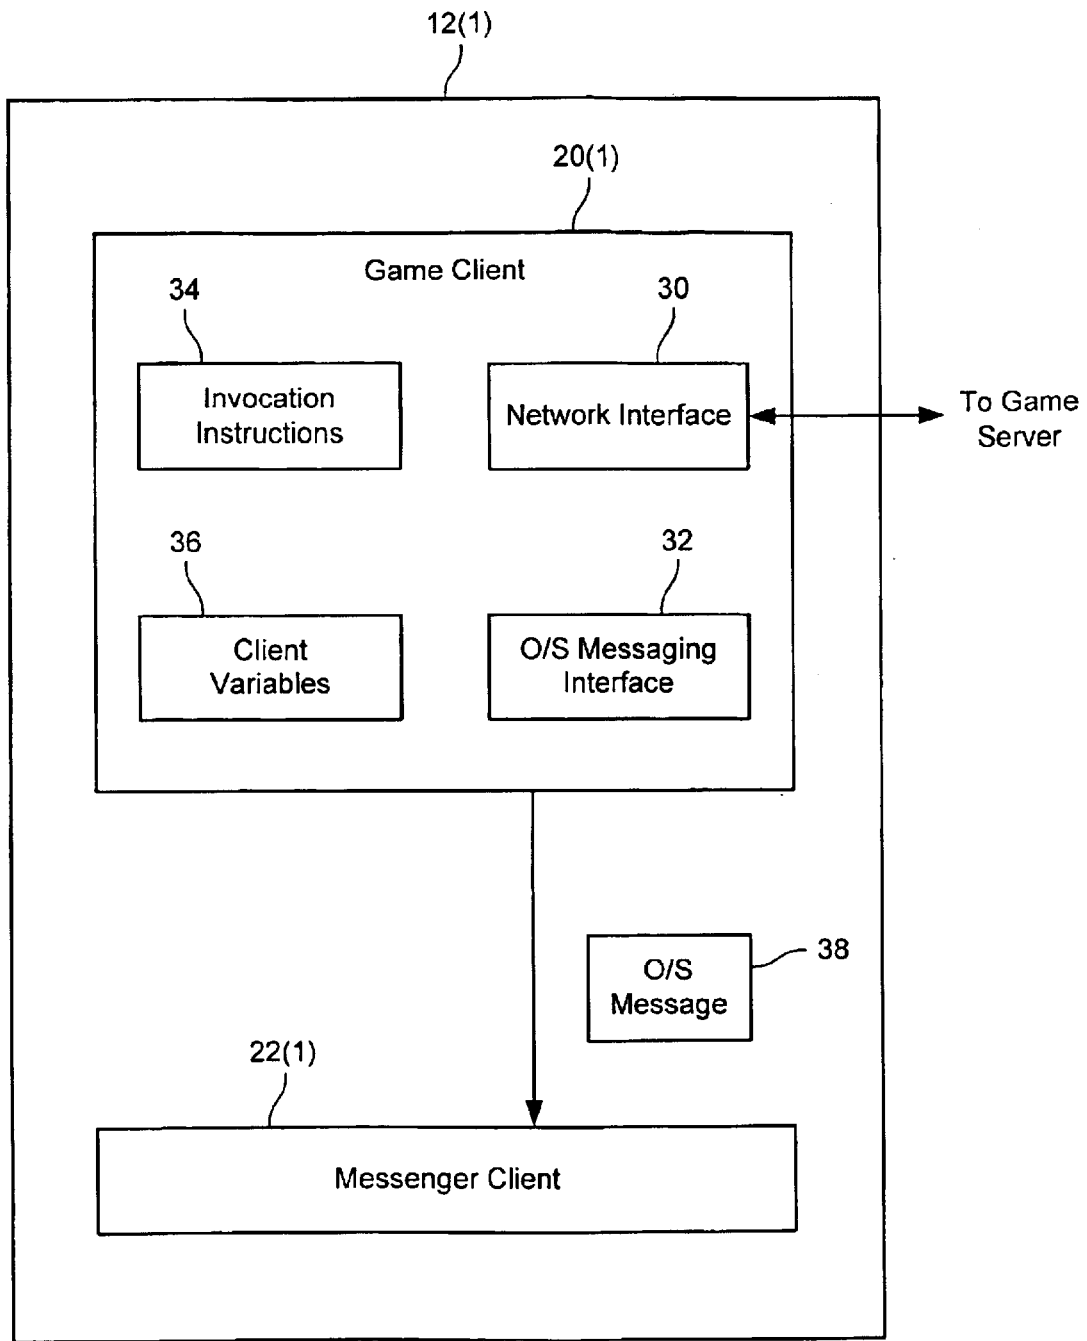 12(1)
20(1)
Game Client
34
30
Invocation
Instructions
Network Interface
To Game
Server
36
32
Client
Variables
O/S Messaging
Interface
O/S
Message
38
22(1)
Messenger Client